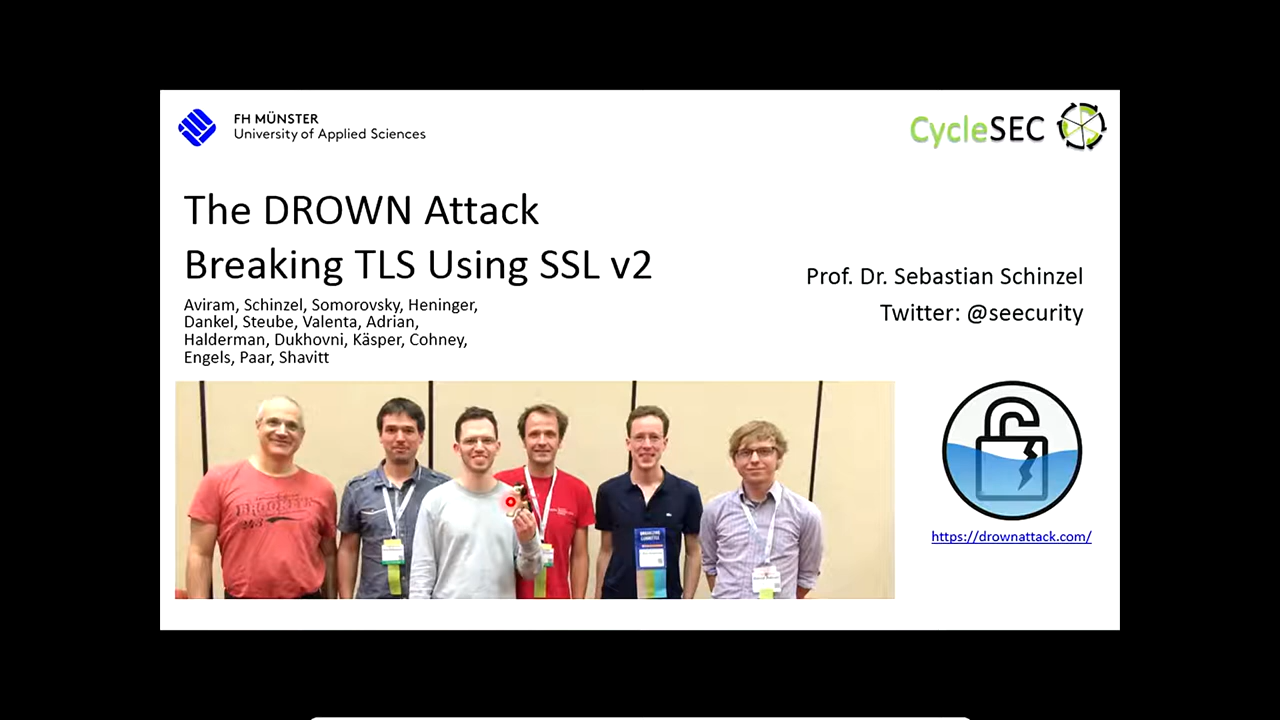 FH MÜNSTER
University of Applied Sciences
CycleSEC
The DROWN Attack
Breaking TLS Using SSL v2
Aviram, Schinzel, Somorovsky, Heninger,
Dankel, Steube, Valenta, Adrian,
Halderman, Dukhovni, Käsper, Cohney,
Engels, Paar, Shavitt
Prof. Dr. Sebastian Schinzel
Twitter: @seecurity
https://drownattack.com/